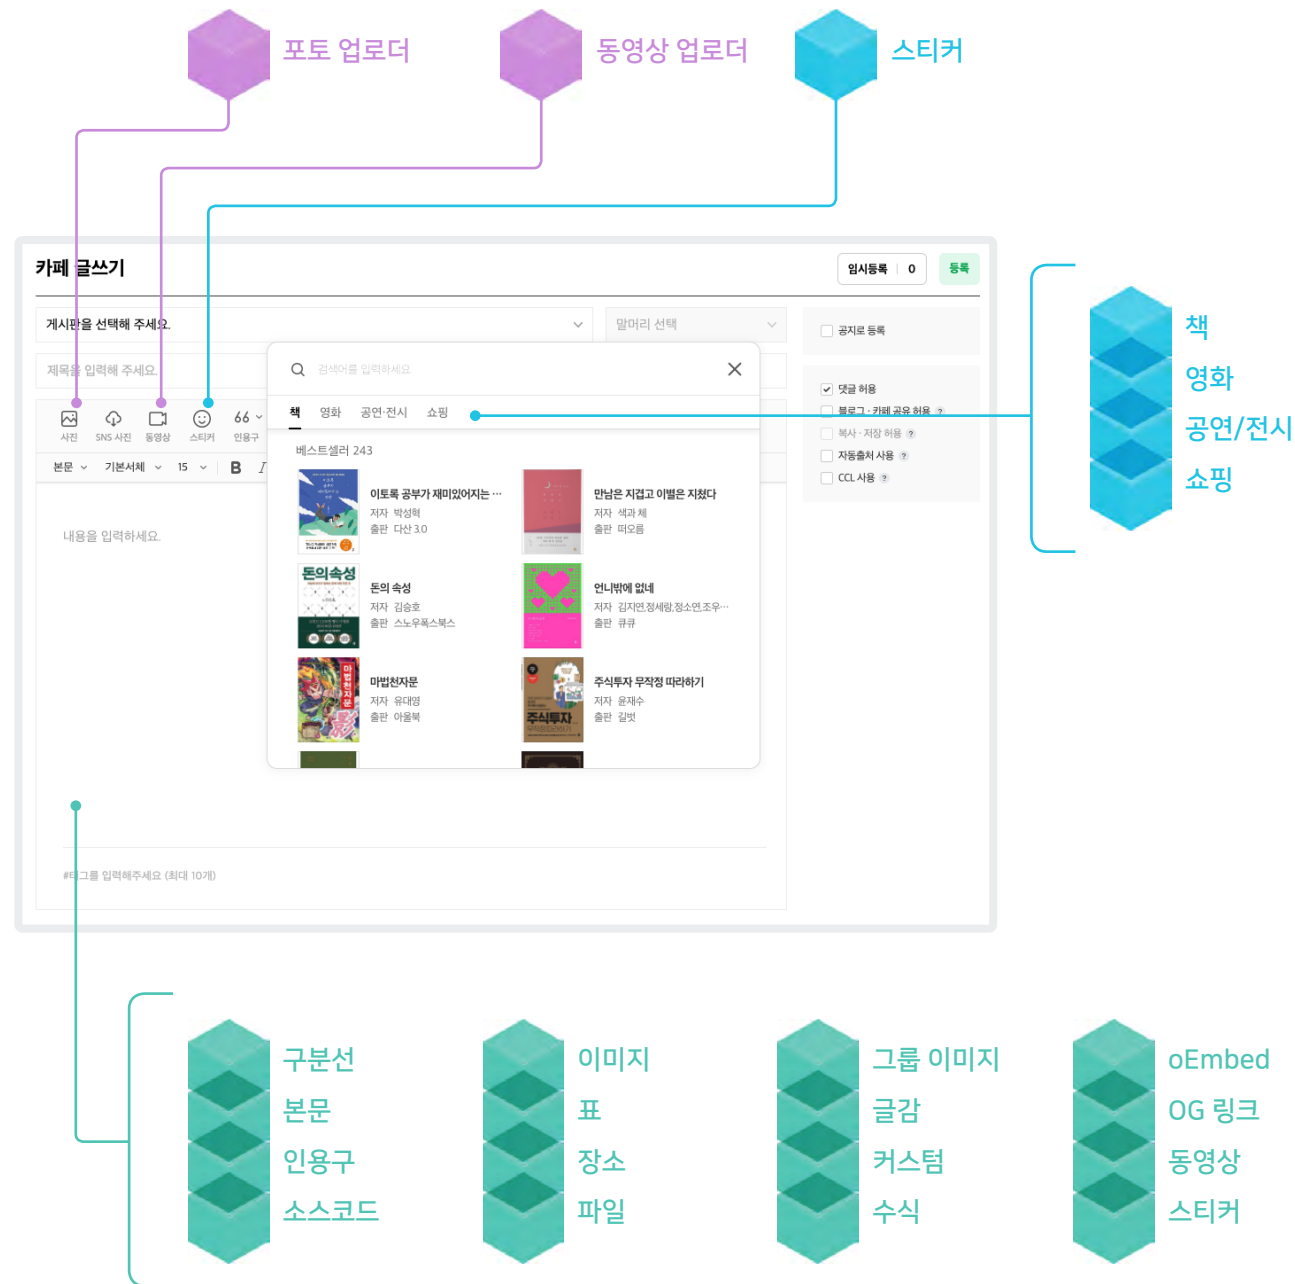 포토 업로더
동영상 업로더
스티커
카페 글쓰기
임시등록 | 0
등록
게시판을 선택해 주세요.
말머리 선택
공지로 등록
제목을 입력해 주세요.
검색어를 입력하세요
댓글 허용
블로그 · 카페 공유 허용 ?
복사 · 저장 허용 ?
자동출처 사용 ?
CCL 사용 ?
책 영화 공연·전시 쇼핑
사진 SNS 사진 동영상 스티커 인용구
본문 기본서체 15 B I
베스트셀러 243
이토록 공부가 재미있어지는 …
저자 박성혁
출판 다산 3.0
만남은 지겹고 이별은 지쳤다
저자 색과 체
출판 떠오름
내용을 입력하세요.
돈의 속성
돈의 속성
저자 김승호
출판 스노우폭스북스
언니밖에 없네
저자 김지연,정세랑,정소연,조우…
출판 큐큐
마법천자문
마법천자문
저자 유대영
출판 아울북
주식투자
무작정따라하기
주식투자 무작정 따라하기
저자 윤재수
출판 길벗
#태그를 입력해주세요 (최대 10개)
책
영화
공연/전시
쇼핑
구분선
본문
인용구
소스코드
이미지
표
장소
파일
그룹 이미지
글감
커스텀
수식
oEmbed
OG 링크
동영상
스티커